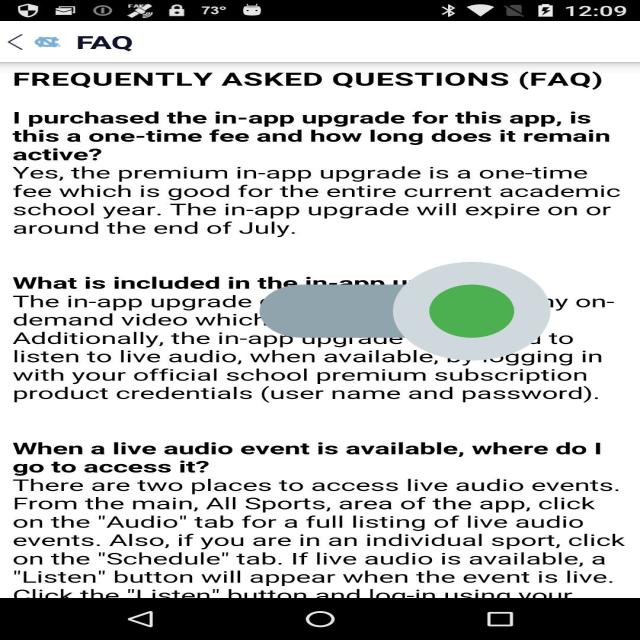 73°
12:09
FAQ
FREQUENTLY ASKED QUESTIONS (FAQ)
I purchased the in-app upgrade for this app, is
this a one-time fee and how long does it remain
active?
Yes, the premium in-app upgrade is a one-time
fee which is good for the entire current academic
school year. The in-app upgrade will expire on or
around the end of July.
What is included in the in-app
The in-app upgrade on-
demand video which
Additionally, the in-app upgrade to
listen to live audio, when available, by logging in
with your official school premium subscription
product credentials (user name and password).
When a live audio event is available, where do I
go to access it?
There are two places to access live audio events.
From the main, All Sports, area of the app, click
on the "Audio" tab for a full listing of live audio
events. Also, if you are in an individual sport, click
on the "Schedule" tab. If live audio is available, a
"Listen" button will appear when the event is live.
Click the "Listen" button and log-in using your